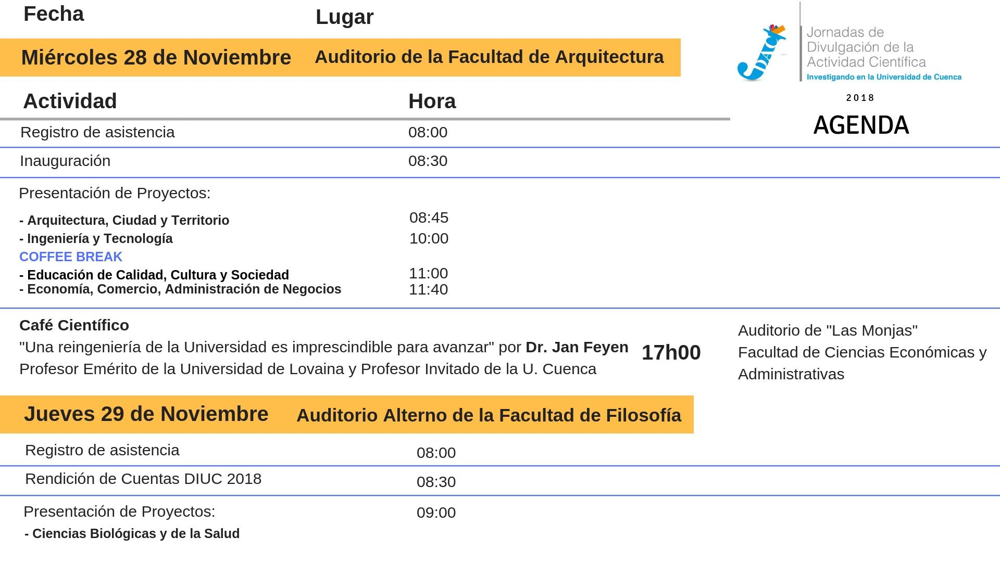 Fecha
Lugar
Miércoles 28 de Noviembre Auditorio de la Facultad de Arquitectura
JDAC
Jornadas de
Divulgación de la
Actividad Científica
Investigando en la Universidad de Cuenca
2018
AGENDA
Actividad Hora
Registro de asistencia 08:00
Inauguración 08:30
Presentación de Proyectos:
- Arquitectura, Ciudad y Territorio 08:45
- Ingeniería y Tecnología 10:00
COFFEE BREAK
- Educación de Calidad, Cultura y Sociedad 11:00
- Economía, Comercio, Administración de Negocios 11:40
Café Científico
"Una reingeniería de la Universidad es imprescindible para avanzar" por Dr. Jan Feyen
Profesor Emérito de la Universidad de Lovaina y Profesor Invitado de la U. Cuenca
17h00
Auditorio de "Las Monjas"
Facultad de Ciencias Económicas y
Administrativas
Jueves 29 de Noviembre Auditorio Alterno de la Facultad de Filosofía
Registro de asistencia 08:00
Rendición de Cuentas DIUC 2018 08:30
Presentación de Proyectos: 09:00
- Ciencias Biológicas y de la Salud